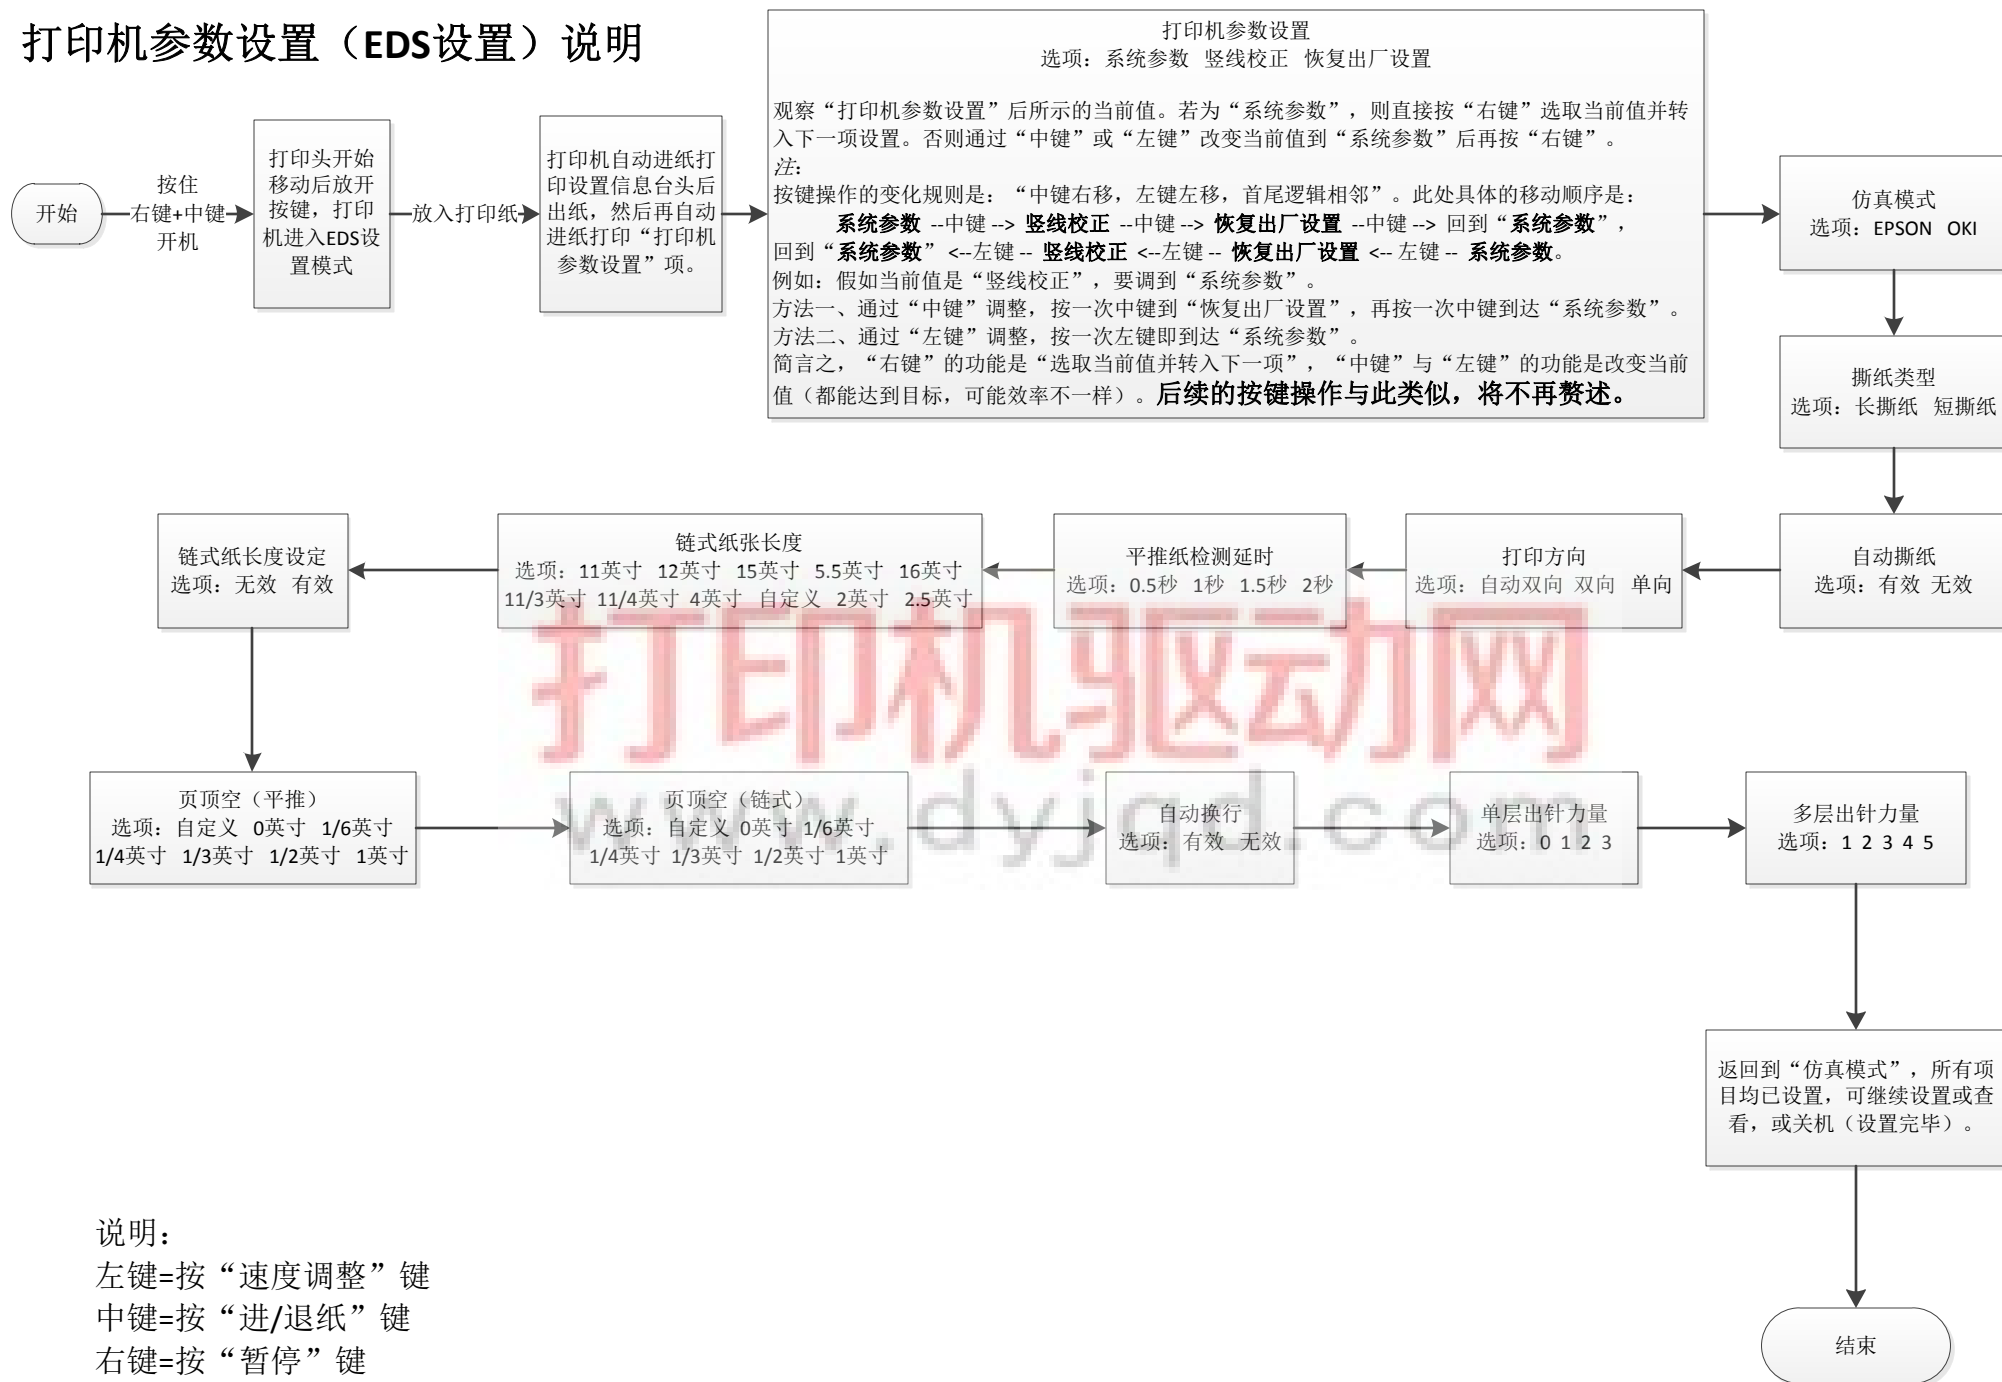 打印机参数设置（EDS设置）说明
开始
按住
右键+中键
开机
打印头开始
移动后放开
按键，打印
机进入EDS设
置模式
放入打印纸
打印机自动进纸打
印设置信息台头后
出纸，然后再自动
进纸打印“打印机
参数设置”项。
打印机参数设置
选项：系统参数 竖线校正 恢复出厂设置
观察“打印机参数设置”后所示的当前值。若为“系统参数”，则直接按“右键”选取当前值并转
入下一项设置。否则通过“中键”或“左键”改变当前值到“系统参数”后再按“右键”。
注：
按键操作的变化规则是：“中键右移，左键左移，首尾逻辑相邻”。此处具体的移动顺序是：
系统参数 --中键--> 竖线校正 --中键--> 恢复出厂设置 --中键--> 回到“系统参数”，
回到“系统参数” <--左键-- 竖线校正 <--左键-- 恢复出厂设置 <-- 左键-- 系统参数。
例如：假如当前值是“竖线校正”，要调到“系统参数”。
方法一、通过“中键”调整，按一次中键到“恢复出厂设置”，再按一次中键到达“系统参数”。
方法二、通过“左键”调整，按一次左键即到达“系统参数”。
简言之，“右键”的功能是“选取当前值并转入下一项”，“中键”与“左键”的功能是改变当前
值（都能达到目标，可能效率不一样）。后续的按键操作与此类似，将不再赘述。
仿真模式
选项：EPSON OKI
撕纸类型
选项：长撕纸 短撕纸
自动撕纸
选项：有效 无效
打印方向
选项：自动双向 双向 单向
平推纸检测延时
选项：0.5秒 1秒 1.5秒 2秒
链式纸张长度
选项：11英寸 12英寸 15英寸 5.5英寸 16英寸
11/3英寸 11/4英寸 4英寸 自定义 2英寸 2.5英寸
链式纸长度设定
选项：无效 有效
打印机驱动网
www.dyjqd.com
页顶空（平推）
选项：自定义 0英寸 1/6英寸
1/4英寸 1/3英寸 1/2英寸 1英寸
页顶空（链式）
选项：自定义 0英寸 1/6英寸
1/4英寸 1/3英寸 1/2英寸 1英寸
自动换行
选项：有效 无效
单层出针力量
选项：0 1 2 3
多层出针力量
选项：1 2 3 4 5
返回到“仿真模式”，所有项
目均已设置，可继续设置或查
看，或关机（设置完毕）。
结束
说明：
左键=按“速度调整”键
中键=按“进/退纸”键
右键=按“暂停”键